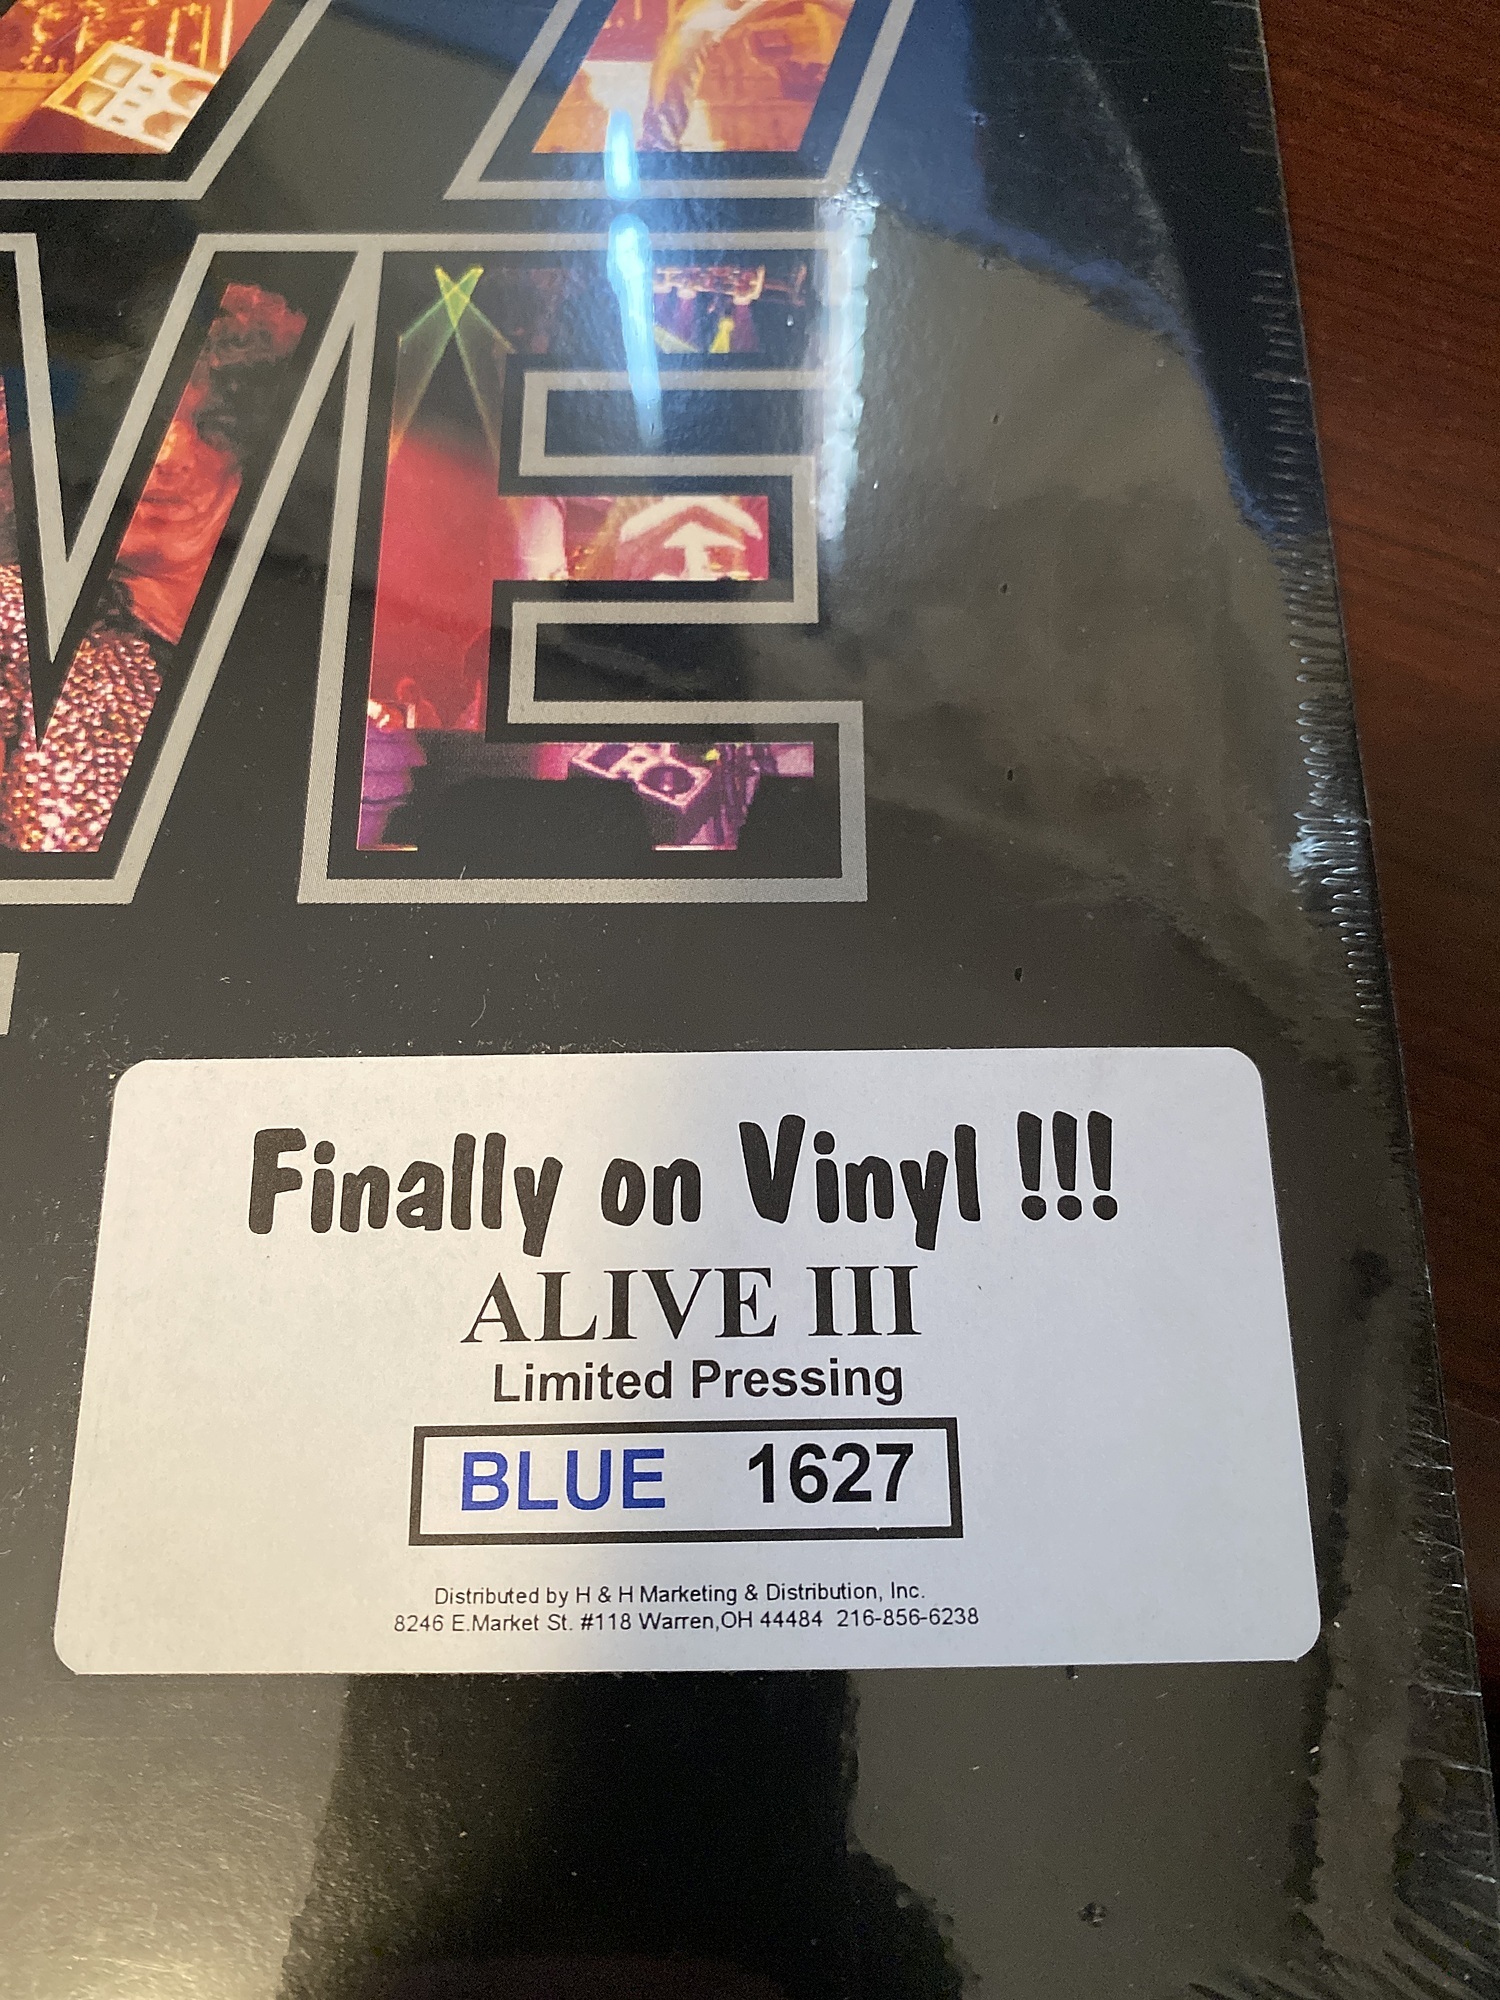 VE
Finally on Vinyl !!!
ALIVE III
Limited Pressing
BLUE 1627
Distributed by H & H Marketing & Distribution, Inc.
8246 E.Market St. #118 Warren,OH 44484 216-856-6238